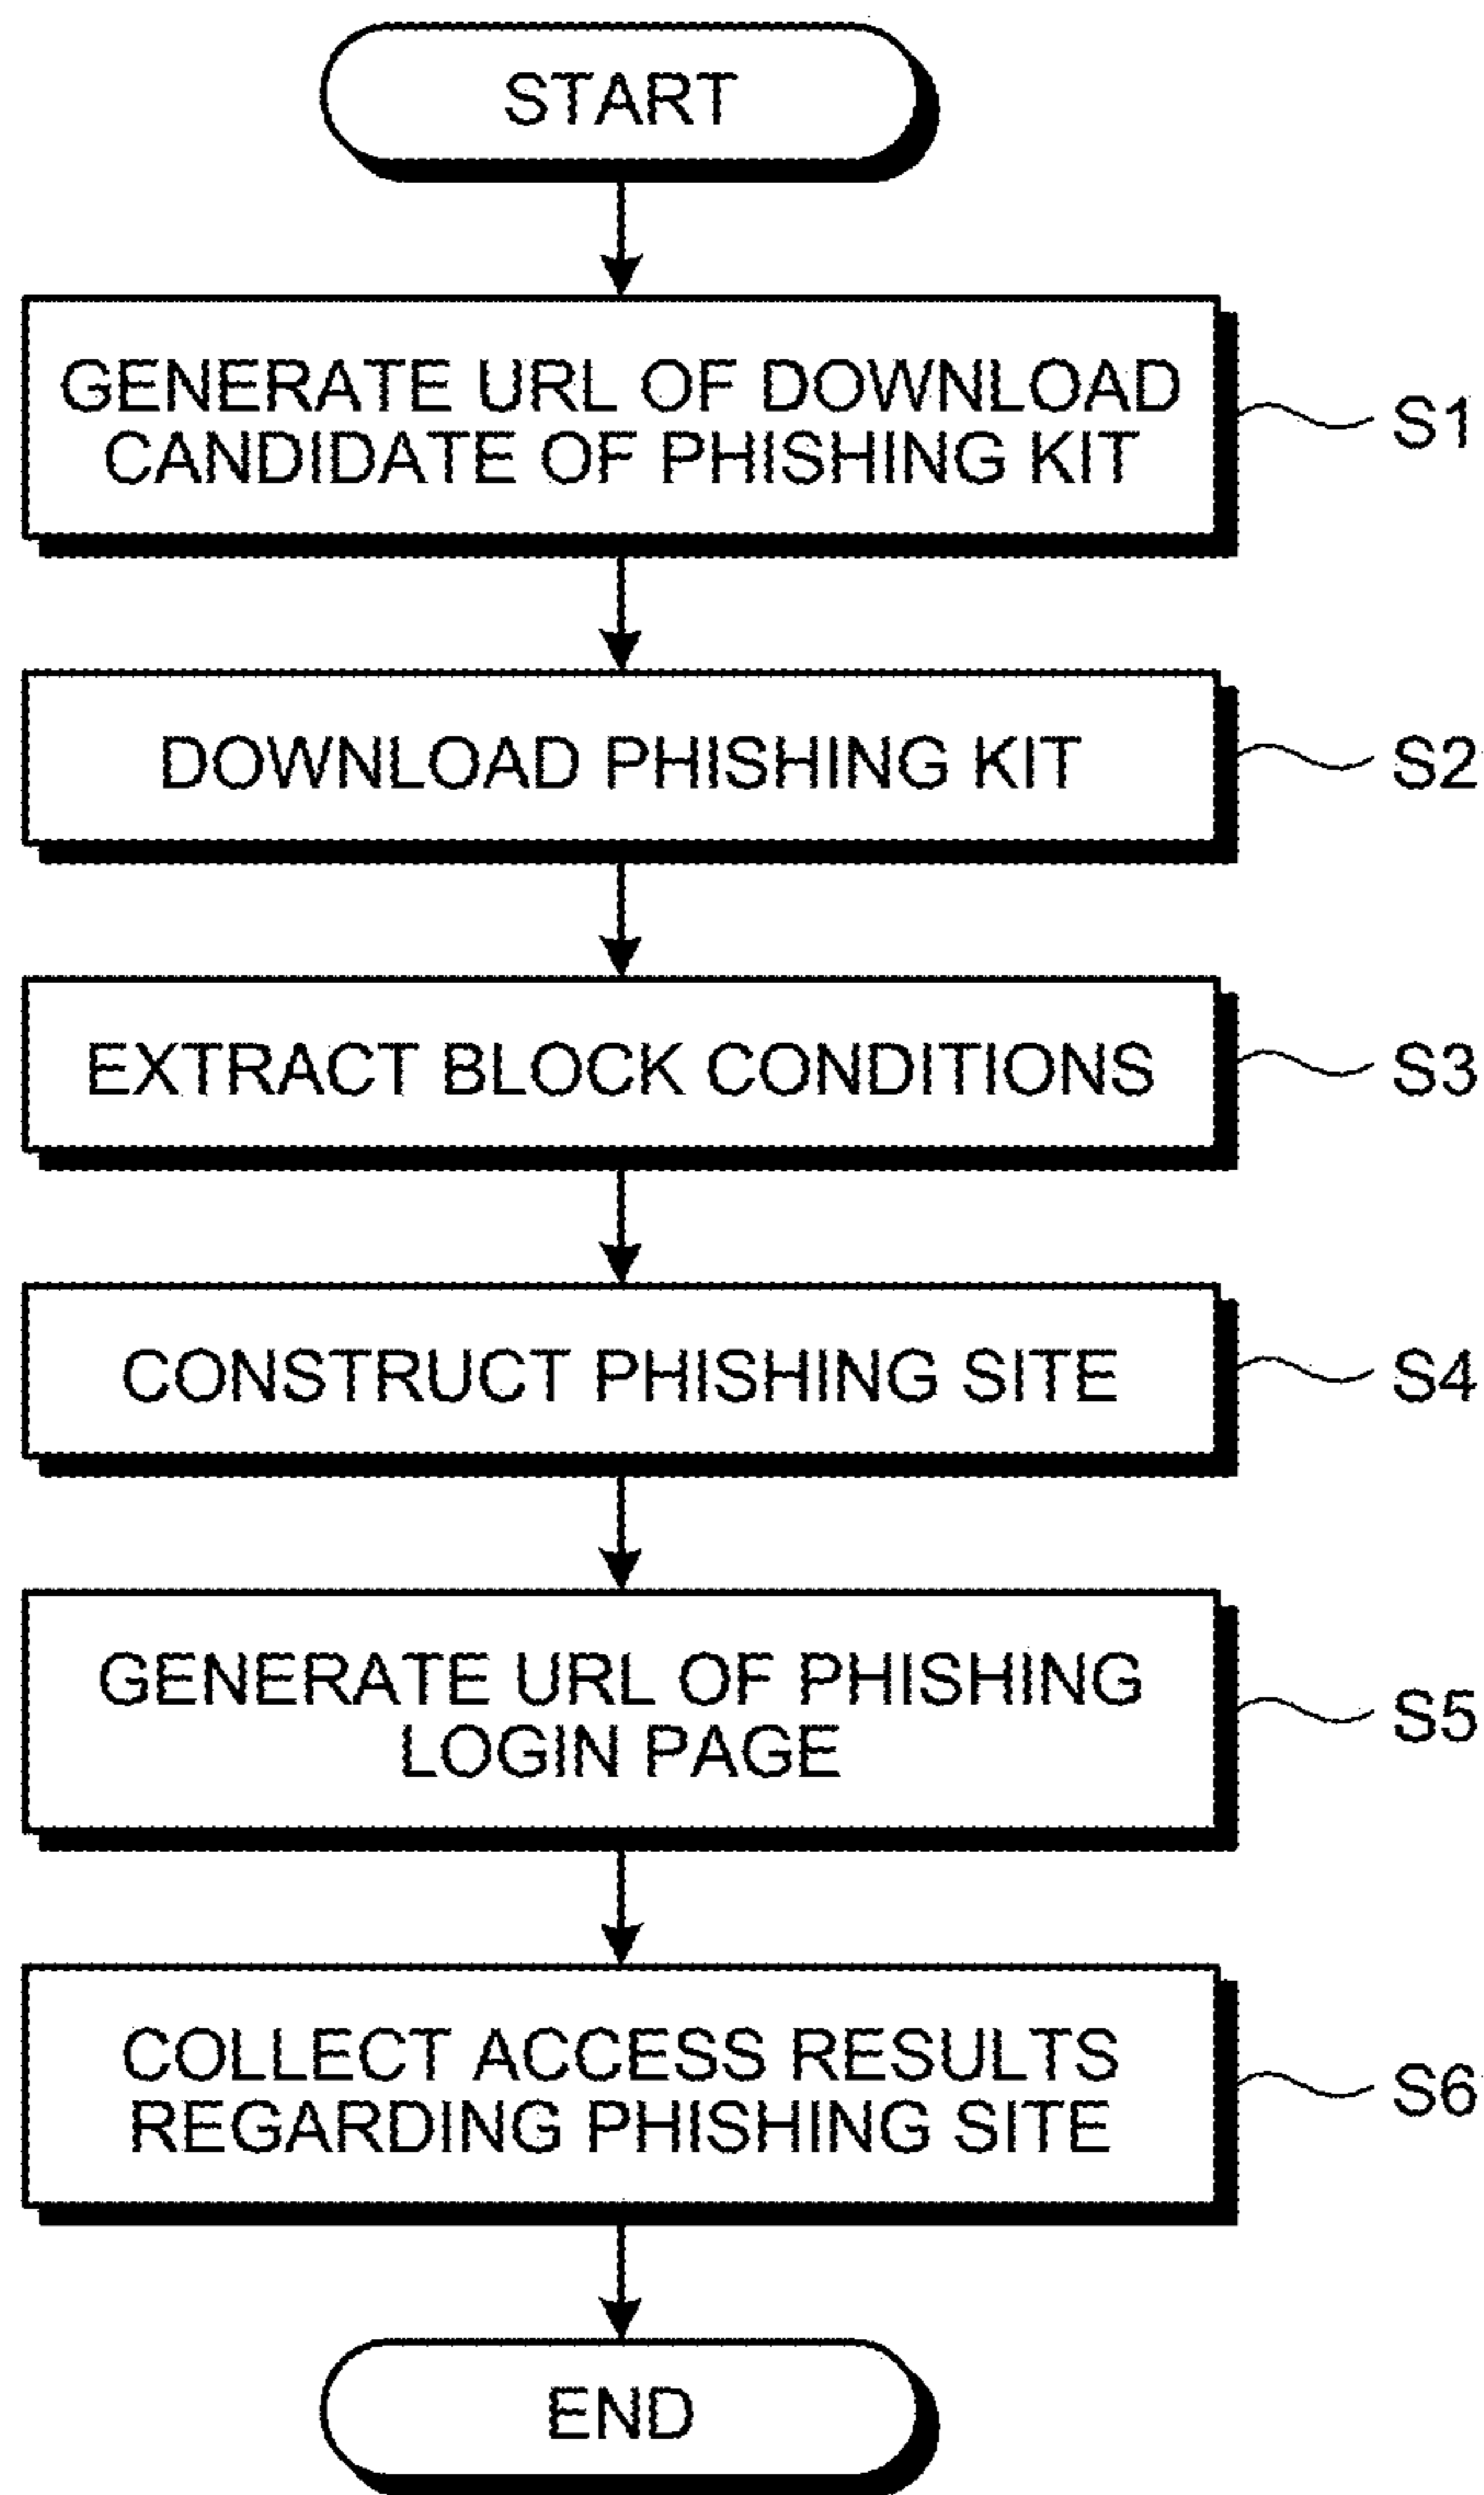 START
GENERATE URL OF DOWNLOAD
CANDIDATE OF PHISHING KIT
S1
DOWNLOAD PHISHING KIT
S2
EXTRACT BLOCK CONDITIONS
S3
CONSTRUCT PHISHING SITE
S4
GENERATE URL OF PHISHING
LOGIN PAGE
S5
COLLECT ACCESS RESULTS
REGARDING PHISHING SITE
S6
END